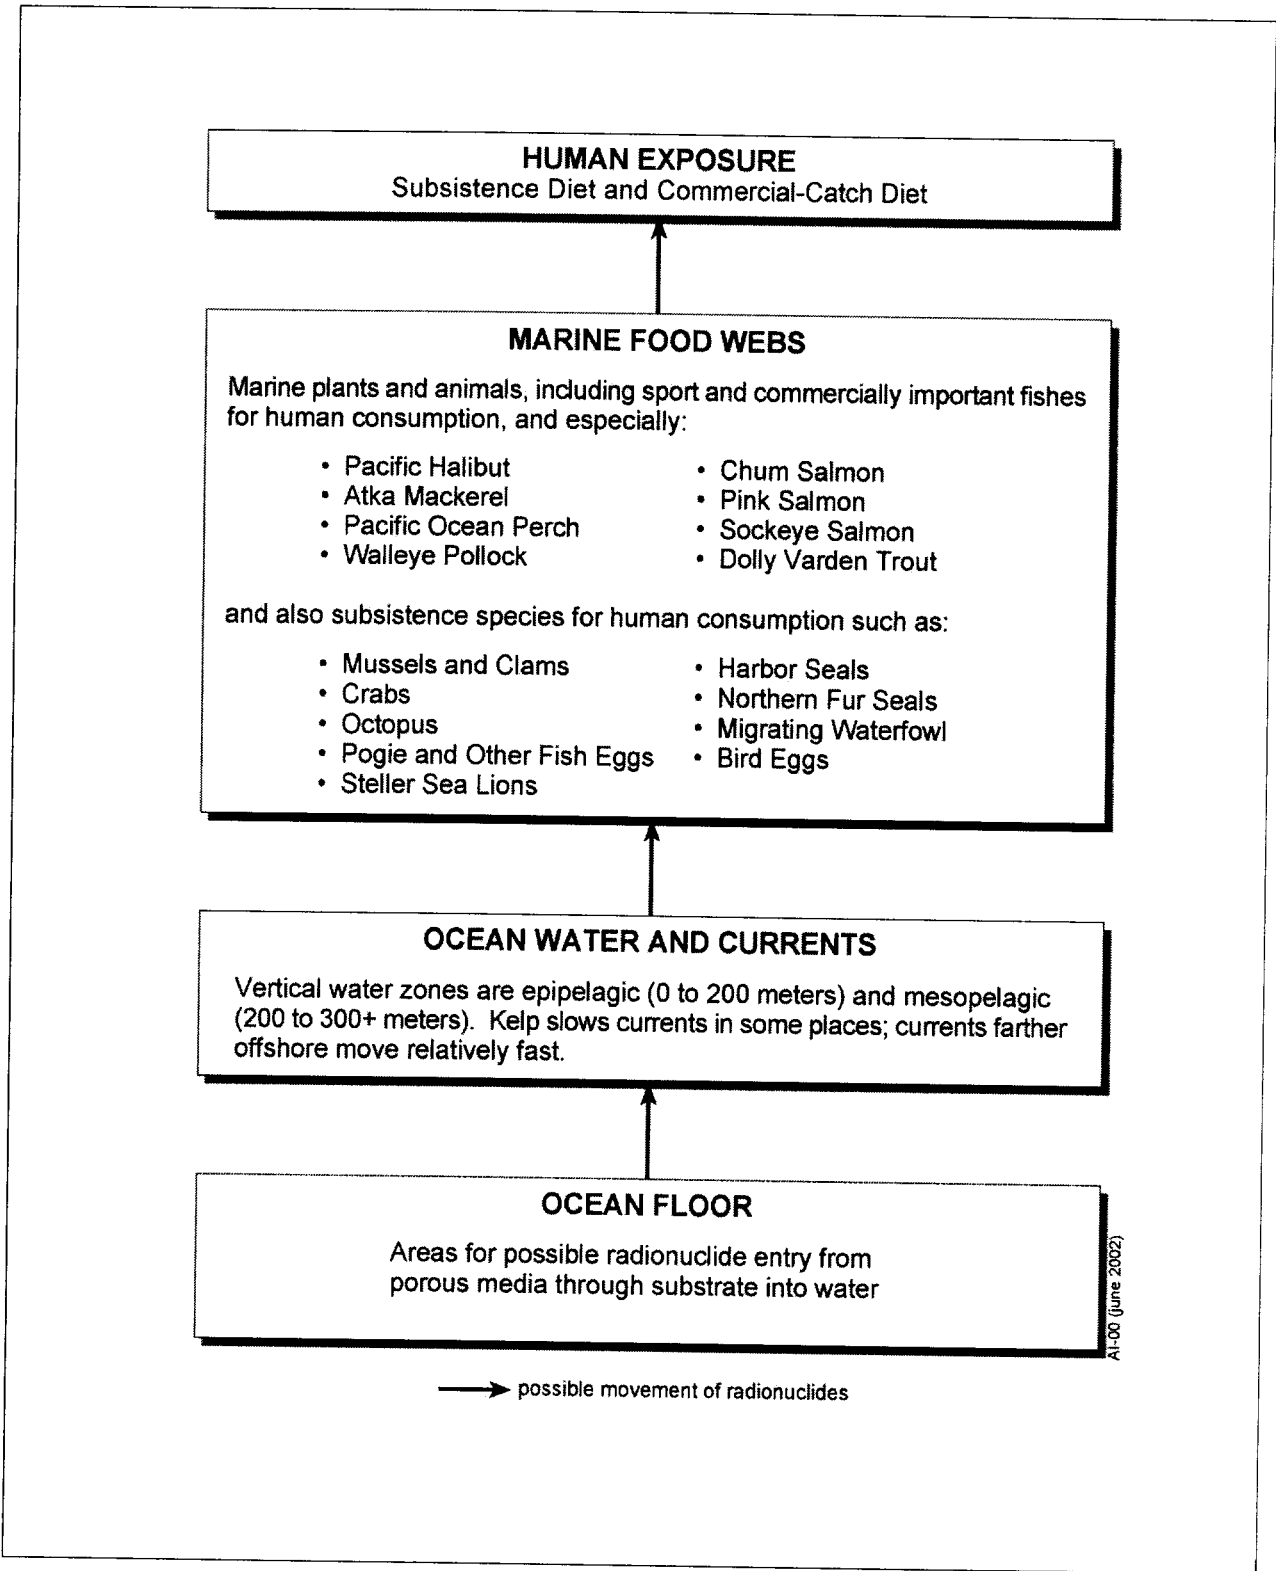 HUMAN EXPOSURE
Subsistence Diet and Commercial-Catch Diet
MARINE FOOD WEBS
Marine plants and animals, including sport and commercially important fishes
for human consumption, and especially:
• Pacific Halibut
• Atka Mackerel
• Pacific Ocean Perch
• Walleye Pollock
• Chum Salmon
• Pink Salmon
• Sockeye Salmon
• Dolly Varden Trout
and also subsistence species for human consumption such as:
• Mussels and Clams
• Crabs
• Octopus
• Pogie and Other Fish Eggs
• Steller Sea Lions
• Harbor Seals
• Northern Fur Seals
• Migrating Waterfowl
• Bird Eggs
OCEAN WATER AND CURRENTS
Vertical water zones are epipelagic (0 to 200 meters) and mesopelagic
(200 to 300+ meters). Kelp slows currents in some places; currents farther
offshore move relatively fast.
OCEAN FLOOR
Areas for possible radionuclide entry from
porous media through substrate into water
AI-00 (june 2002)
possible movement of radionuclides